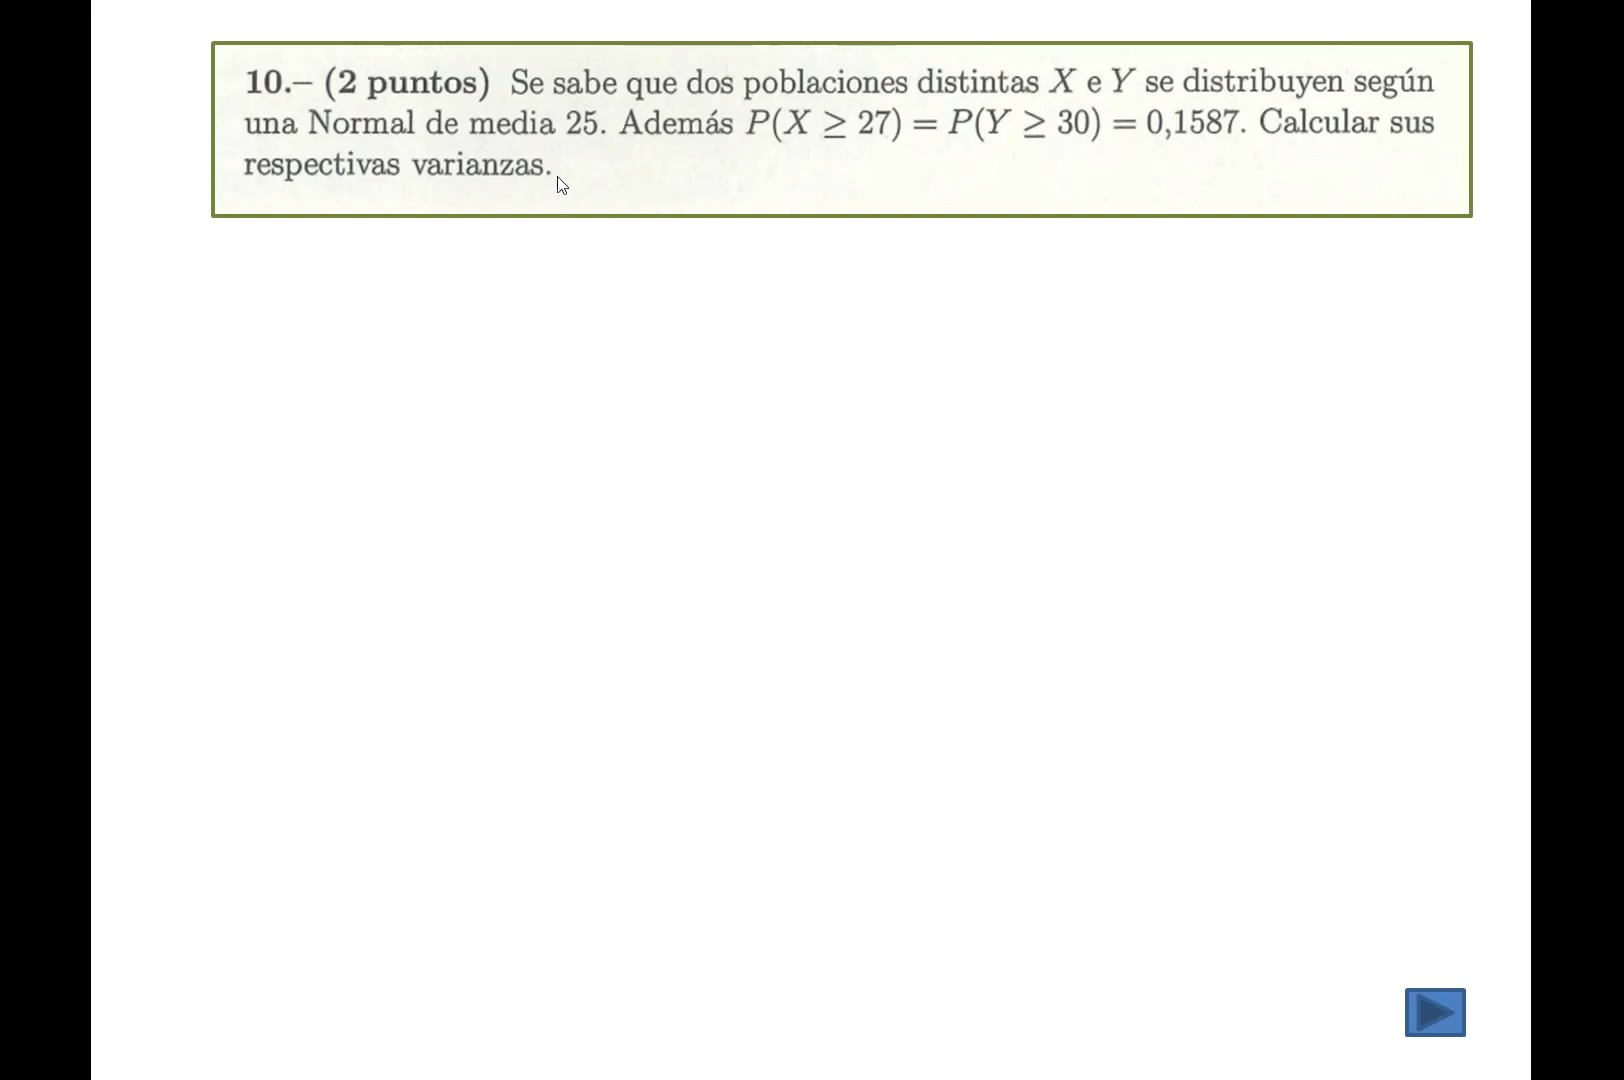 10.– (2 puntos) Se sabe que dos poblaciones distintas X e Y se distribuyen según
una Normal de media 25. Además P(X ≥ 27) = P(Y ≥ 30) = 0,1587. Calcular sus
respectivas varianzas.